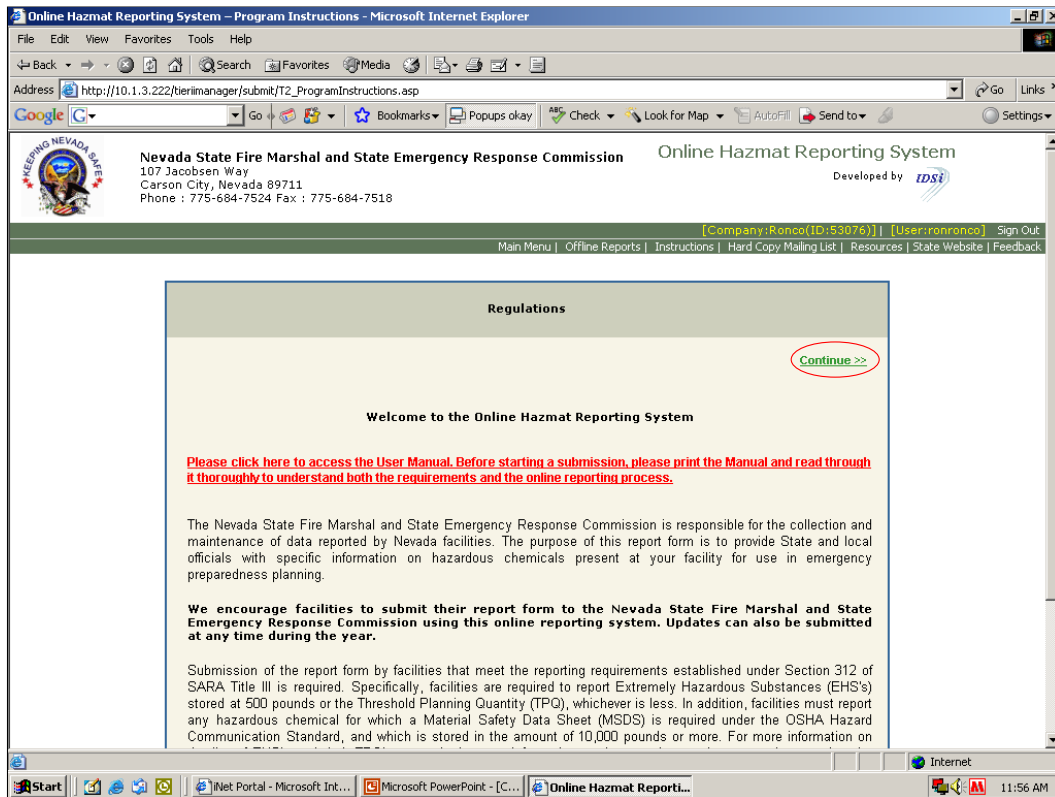 Online Hazmat Reporting System – Program Instructions - Microsoft Internet Explorer
File Edit View Favorites Tools Help
Back Search Favorites Media
Address http://10.1.3.222/tieriimanager/submit/T2_ProgramInstructions.asp Go Links
Google G Go Bookmarks Popups okay ABC Check Look for Map AutoFill Send to Settings
KEEPING NEVADA SAFE
Nevada State Fire Marshal and State Emergency Response Commission
107 Jacobsen Way
Carson City, Nevada 89711
Phone : 775-684-7524 Fax : 775-684-7518
Online Hazmat Reporting System
Developed by IDSi
[Company:Ronco(ID:53076)] | [User:ronronco] Sign Out
Main Menu | Offline Reports | Instructions | Hard Copy Mailing List | Resources | State Website | Feedback
Regulations
Continue >>
Welcome to the Online Hazmat Reporting System
Please click here to access the User Manual. Before starting a submission, please print the Manual and read through
it thoroughly to understand both the requirements and the online reporting process.
The Nevada State Fire Marshal and State Emergency Response Commission is responsible for the collection and
maintenance of data reported by Nevada facilities. The purpose of this report form is to provide State and local
officials with specific information on hazardous chemicals present at your facility for use in emergency
preparedness planning.
We encourage facilities to submit their report form to the Nevada State Fire Marshal and State
Emergency Response Commission using this online reporting system. Updates can also be submitted
at any time during the year.
Submission of the report form by facilities that meet the reporting requirements established under Section 312 of
SARA Title III is required. Specifically, facilities are required to report Extremely Hazardous Substances (EHS's)
stored at 500 pounds or the Threshold Planning Quantity (TPQ), whichever is less. In addition, facilities must report
any hazardous chemical for which a Material Safety Data Sheet (MSDS) is required under the OSHA Hazard
Communication Standard, and which is stored in the amount of 10,000 pounds or more. For more information on
Internet
Start iNet Portal - Microsoft Int... Microsoft PowerPoint - [C... Online Hazmat Reporti... 11:56 AM